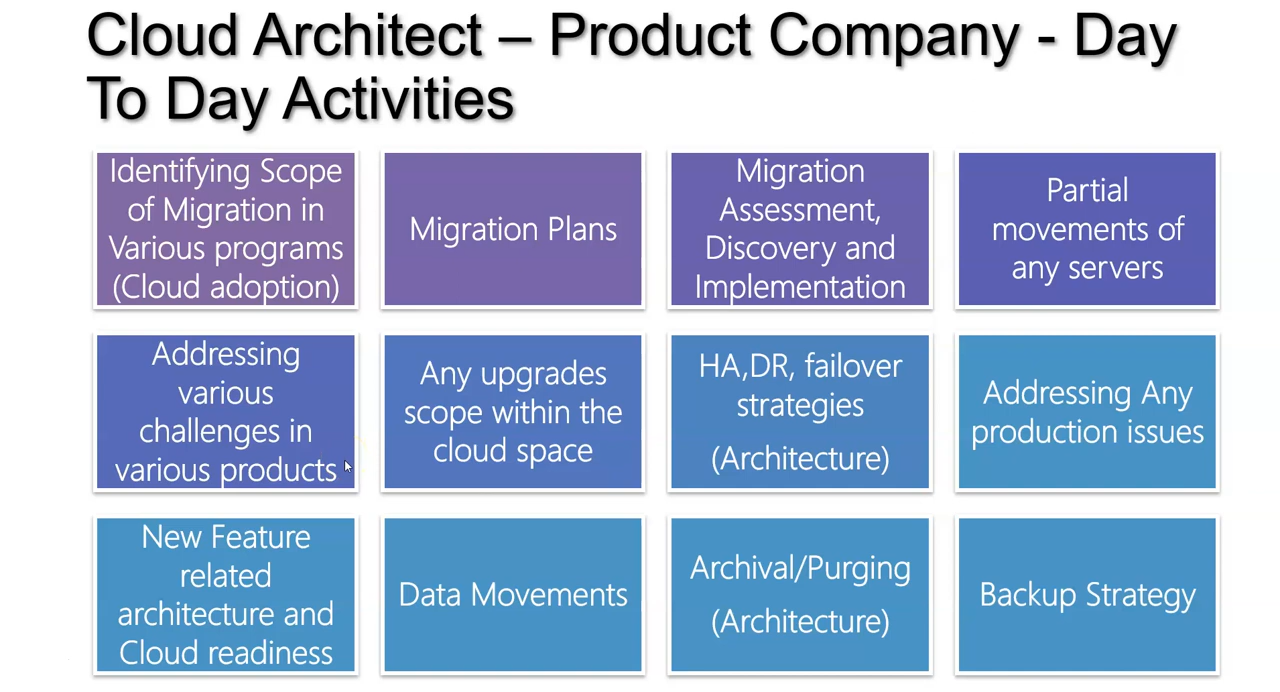 Cloud Architect – Product Company - Day
To Day Activities
Identifying Scope
of Migration in
Various programs
(Cloud adoption)
Migration Plans
Migration
Assessment,
Discovery and
Implementation
Partial
movements of
any servers
Addressing
various
challenges in
various products
Any upgrades
scope within the
cloud space
HA,DR, failover
strategies
(Architecture)
Addressing Any
production issues
New Feature
related
architecture and
Cloud readiness
Data Movements
Archival/Purging
(Architecture)
Backup Strategy